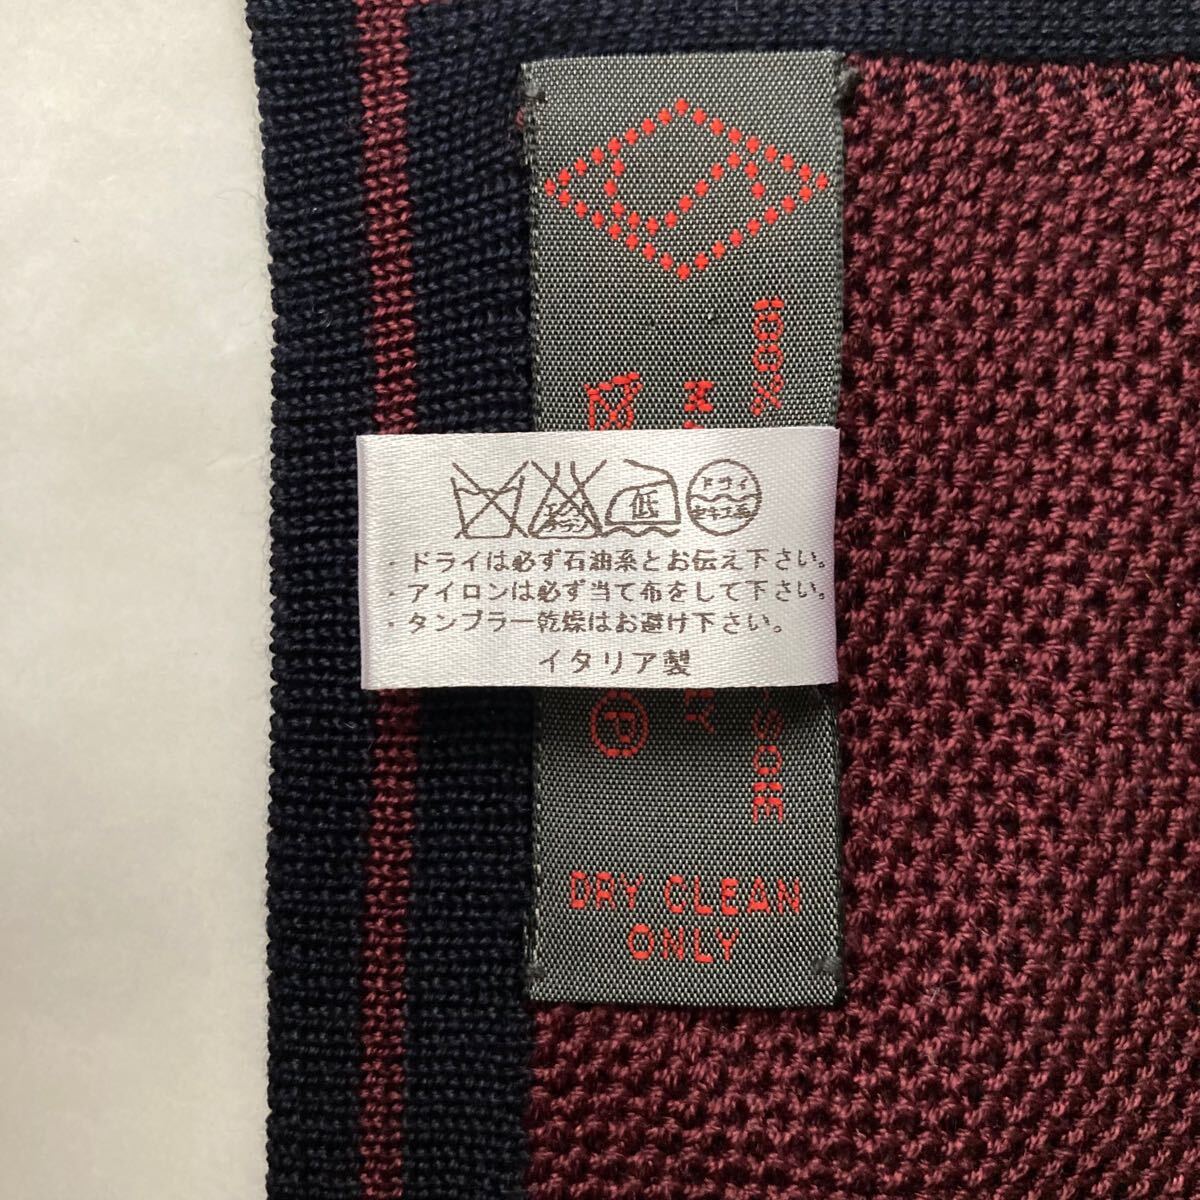 100%
SOIE
LY
P
低
ドライ
セキユ系
・ドライは必ず石油系とお伝え下さい。
・アイロンは必ず当て布をして下さい。
・タンブラー乾燥はお避け下さい。
イタリア製
DRY CLEAN
ONLY